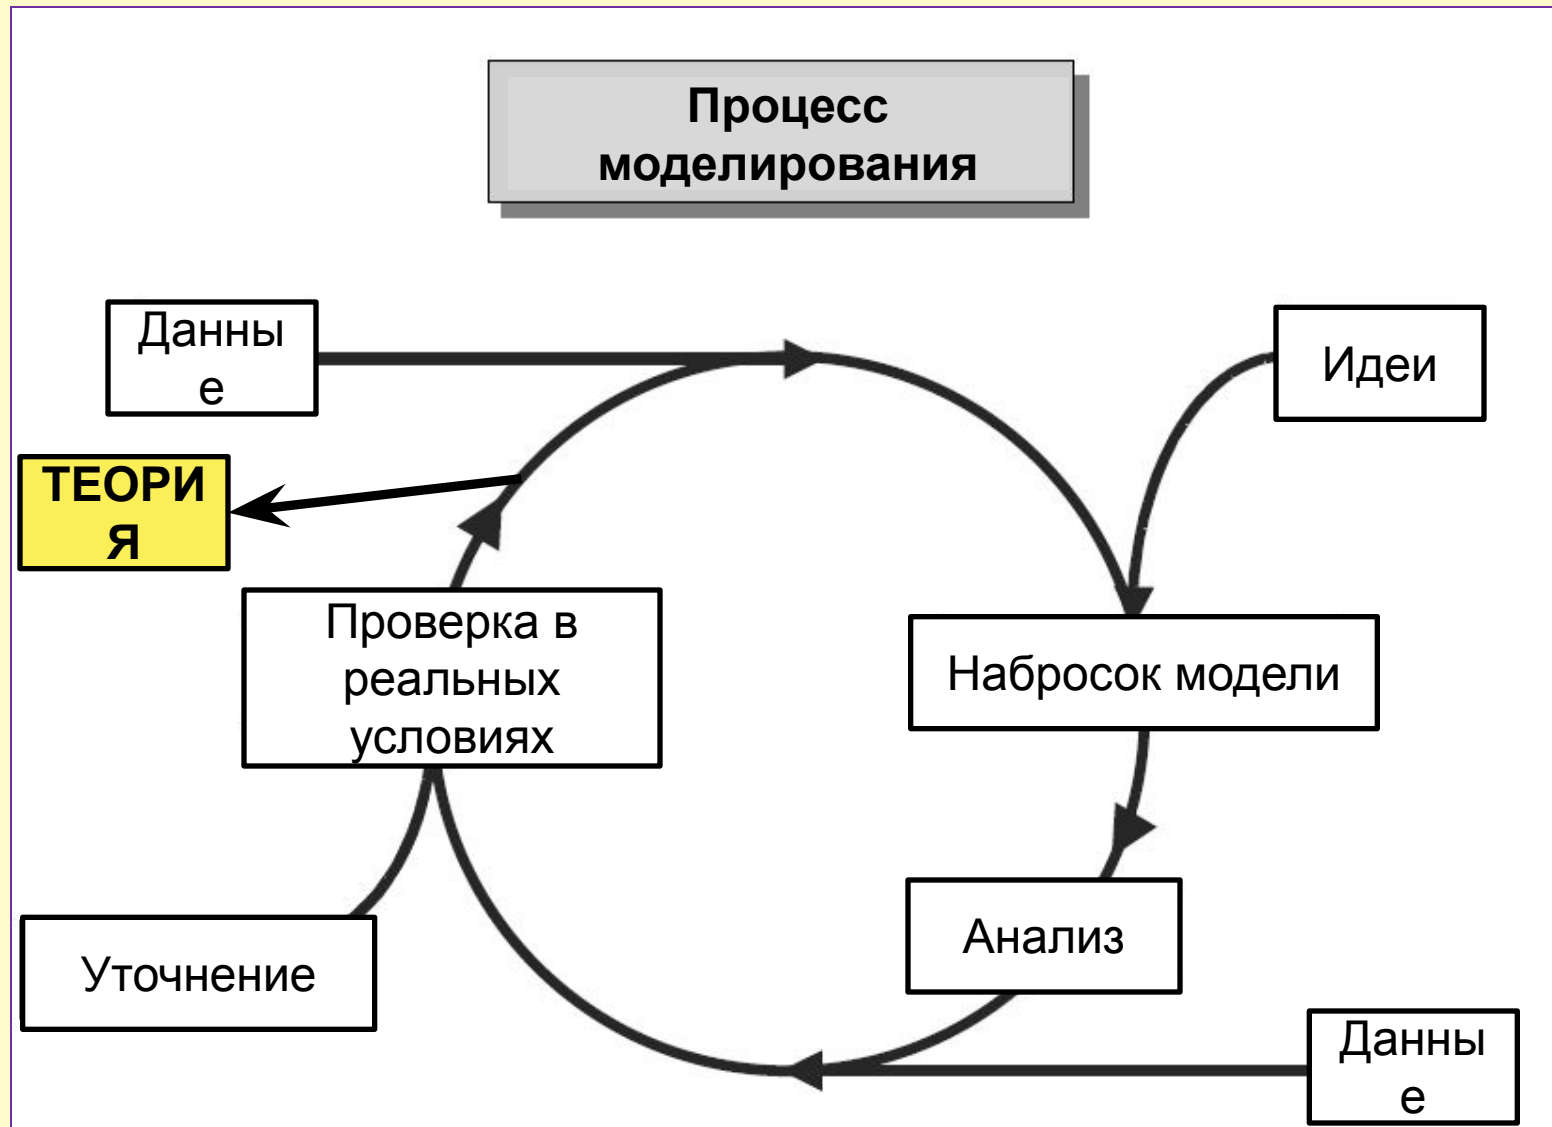 Процесс
моделирования
Данны
е
Идеи
ТЕОРИ
Я
Проверка в
реальных
условиях
Набросок модели
Анализ
Уточнение
Данны
е